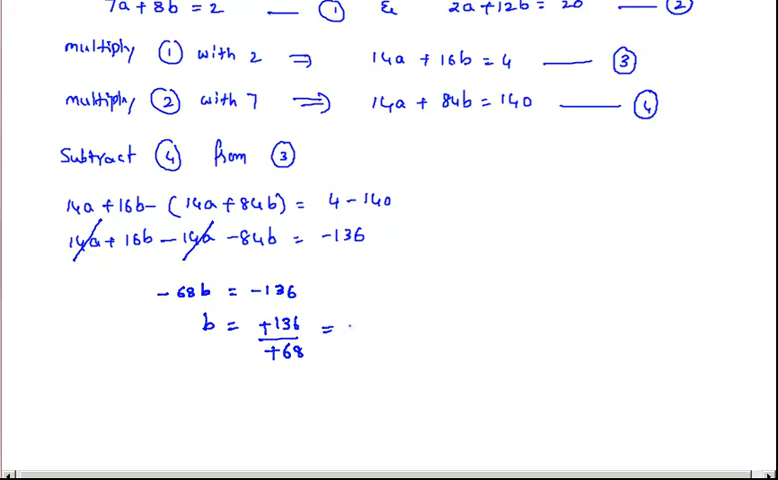 7a + 8b = 2 — ① & 2a + 12b = 20 — ②
multiply ① with 2 ⇒ 14a + 16b = 4 — ③
multiply ② with 7 ⇒ 14a + 84b = 140 — ④
Subtract ④ from ③
14a + 16b - (14a + 84b) = 4 - 140
14a + 16b - 14a - 84b = -136
- 68b = -136
b = +136/+68 =